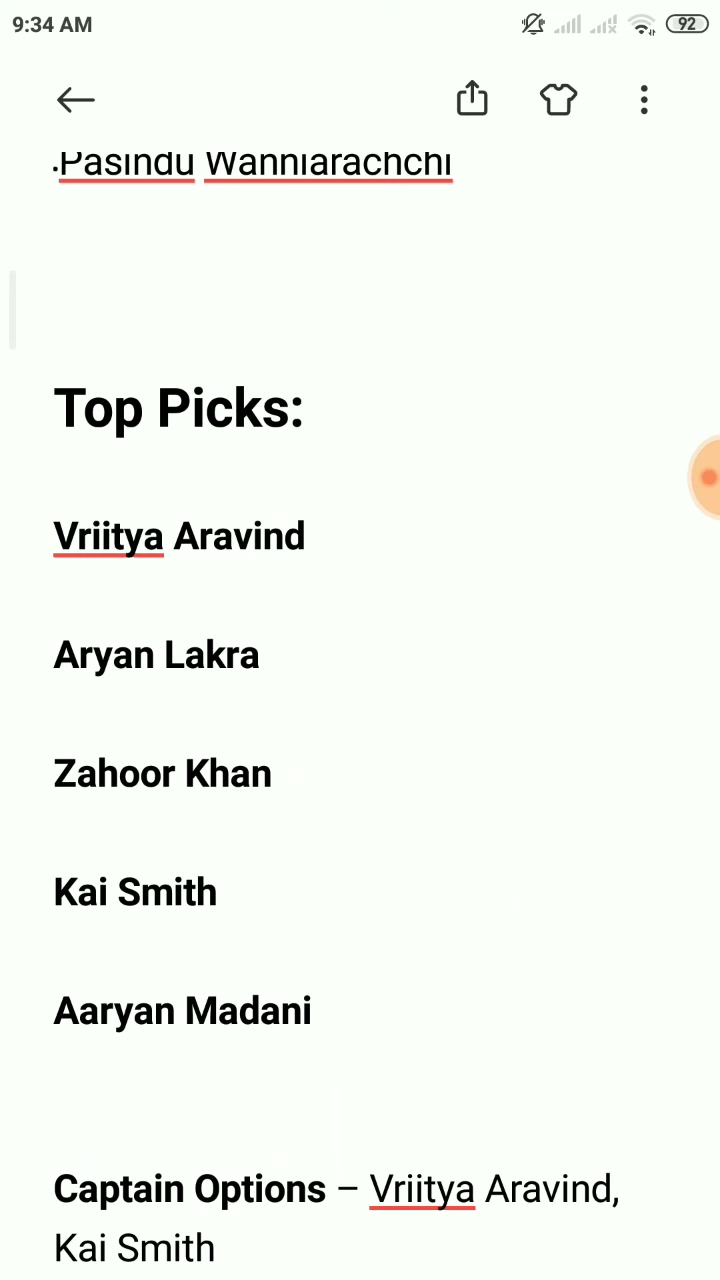 9:34 AM
92
.Pasindu Wanniarachchi
Top Picks:
Vriitya Aravind
Aryan Lakra
Zahoor Khan
Kai Smith
Aaryan Madani
Captain Options – Vriitya Aravind,
Kai Smith